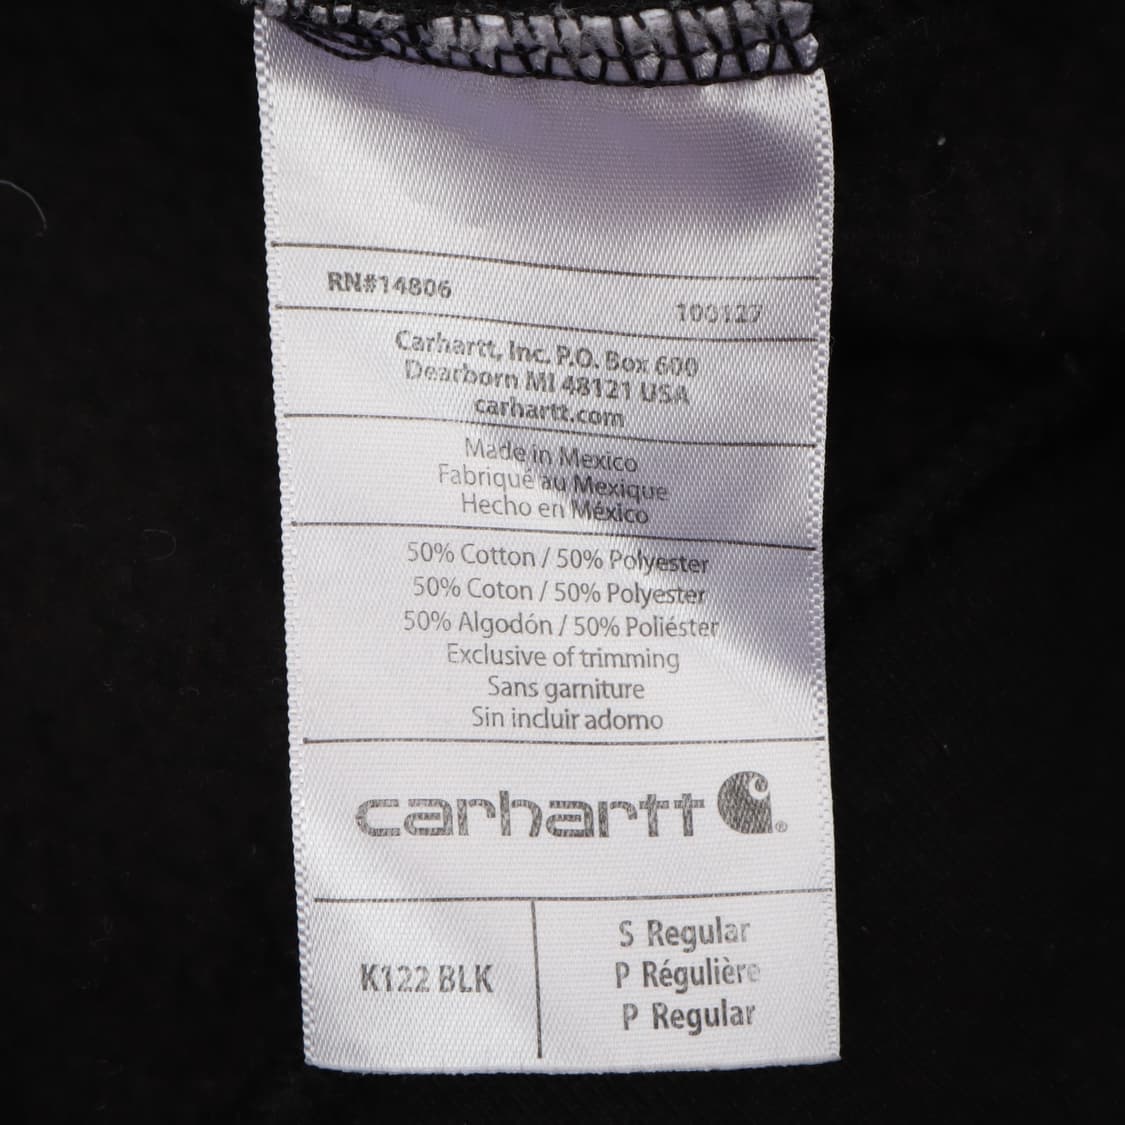 RN#14806
100127
Carhartt, Inc. P.O. Box 600
Dearborn MI 48121 USA
carhartt.com
Made in Mexico
Fabriqué au Mexique
Hecho en México
50% Cotton / 50% Polyester
50% Coton / 50% Polyester
50% Algodón / 50% Poliéster
Exclusive of trimming
Sans garniture
Sin incluir adorno
carhartt ®
K122 BLK
S Regular
P Régulière
P Regular